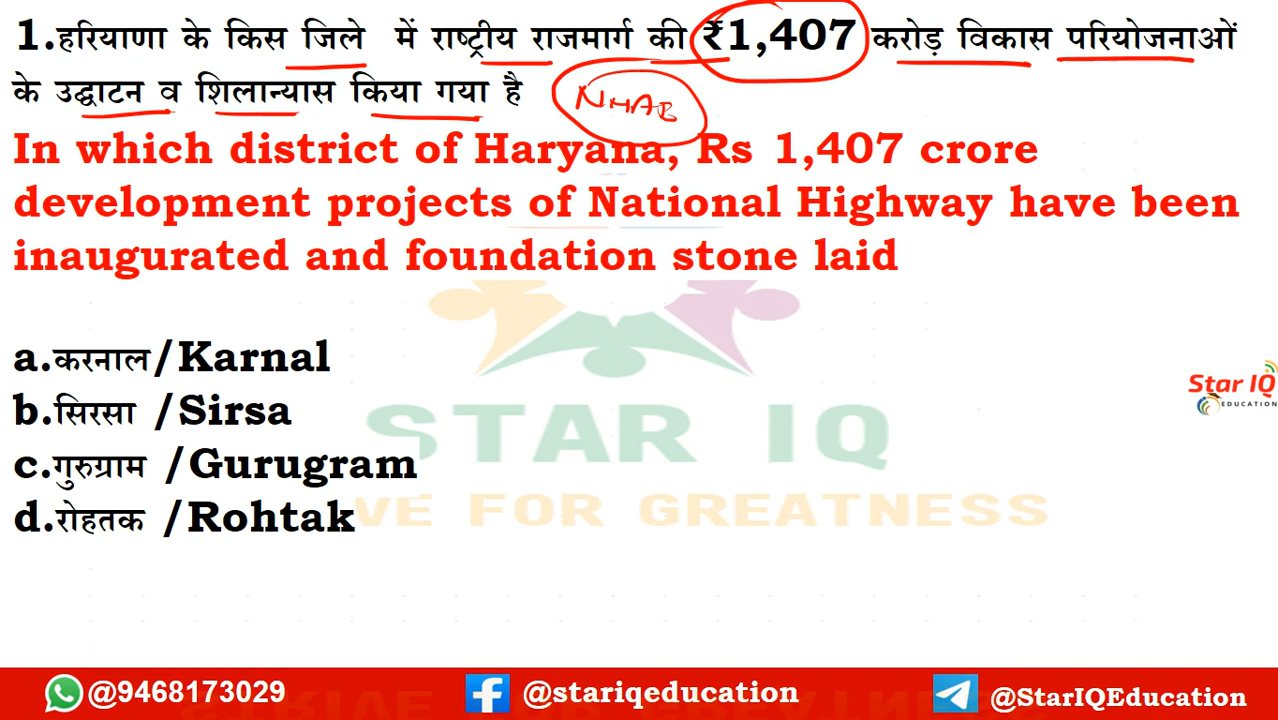 1.हरियाणा के किस जिले में राष्ट्रीय राजमार्ग की ₹1,407 करोड़ विकास परियोजनाओं
के उद्घाटन व शिलान्यास किया गया है
NHAB
In which district of Haryana, Rs 1,407 crore
development projects of National Highway have been
inaugurated and foundation stone laid
a.करनाल/Karnal
b.सिरसा /Sirsa
c.गुरुग्राम /Gurugram
d.रोहतक /Rohtak
Star IQ
EDUCATION
STAR IQ
VE FOR GREATNESS
@9468173029 @stariqeducation @StarIQEducation